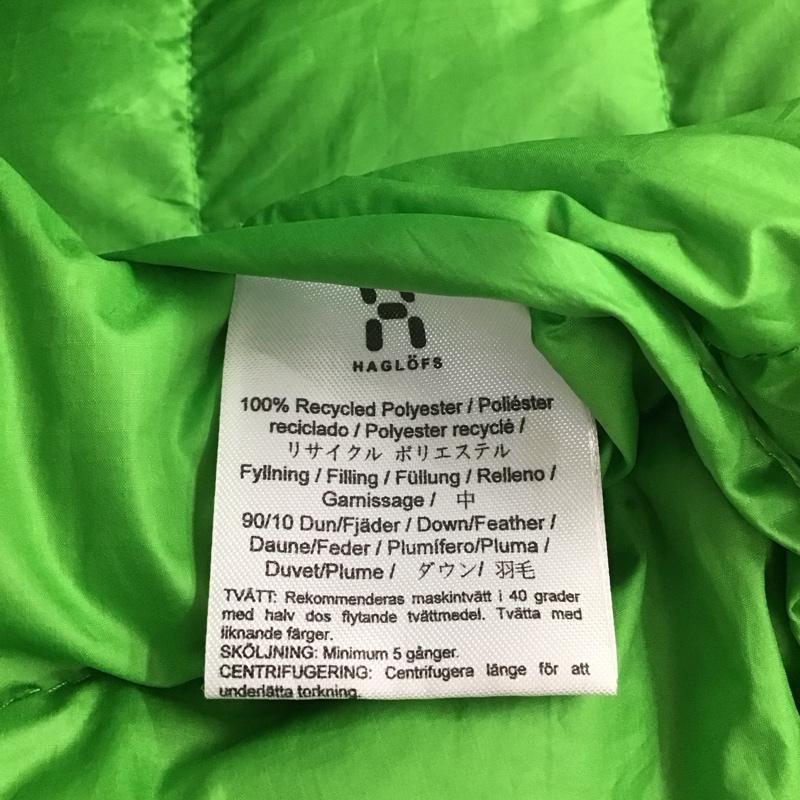 HAGLÖFS
100% Recycled Polyester / Poliéster
reciclado / Polyester recyclé /
リサイクル ポリエステル
Fyllning / Filling / Füllung / Relleno /
Garnissage / 中
90/10 Dun/Fjäder / Down/Feather /
Daune/Feder / Plumífero/Pluma /
Duvet/Plume / ダウン/ 羽毛
TVÄTT: Rekommenderas maskintvätt i 40 grader
med halv dos flytande tvättmedel. Tvätta med
liknande färger.
SKÖLJNING: Minimum 5 gånger.
CENTRIFUGERING: Centrifugera länge för att
underlätta torkning.